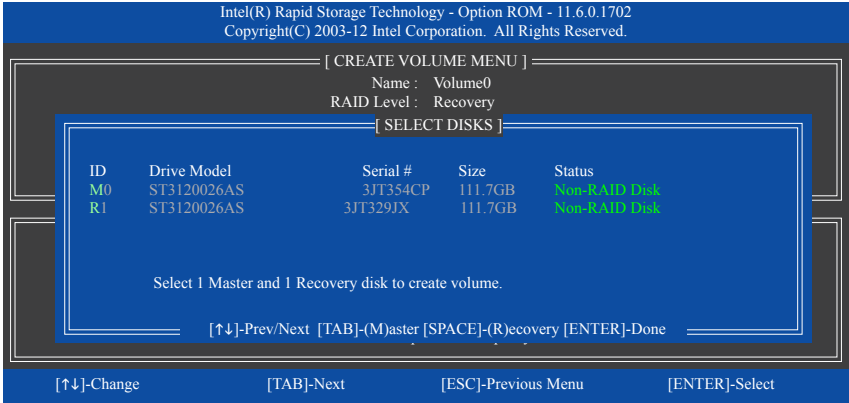 Intel(R) Rapid Storage Technology - Option ROM - 11.6.0.1702
Copyright(C) 2003-12 Intel Corporation. All Rights Reserved.
[ CREATE VOLUME MENU ]
Name : Volume0
RAID Level : Recovery
[ SELECT DISKS ]
ID Drive Model Serial # Size Status
M0 ST3120026AS 3JT354CP 111.7GB Non-RAID Disk
R1 ST3120026AS 3JT329JX 111.7GB Non-RAID Disk
Select 1 Master and 1 Recovery disk to create volume.
[↑↓]-Prev/Next [TAB]-(M)aster [SPACE]-(R)ecovery [ENTER]-Done
[↑↓]-Change [TAB]-Next [ESC]-Previous Menu [ENTER]-Select